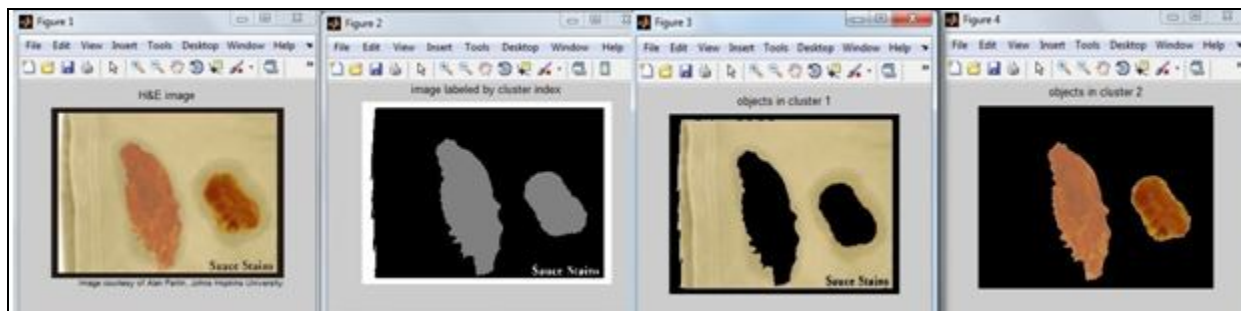 Figure 1
File Edit View Insert Tools Desktop Window Help
H&E image
Sauce Stains
Image courtesy of Alan Partin, Johns Hopkins University
Figure 2
File Edit View Insert Tools Desktop Window Help
image labeled by cluster index
Sauce Stains
Figure 3
File Edit View Insert Tools Desktop Window Help
objects in cluster 1
Sauce Stains
Figure 4
File Edit View Insert Tools Desktop Window Help
objects in cluster 2